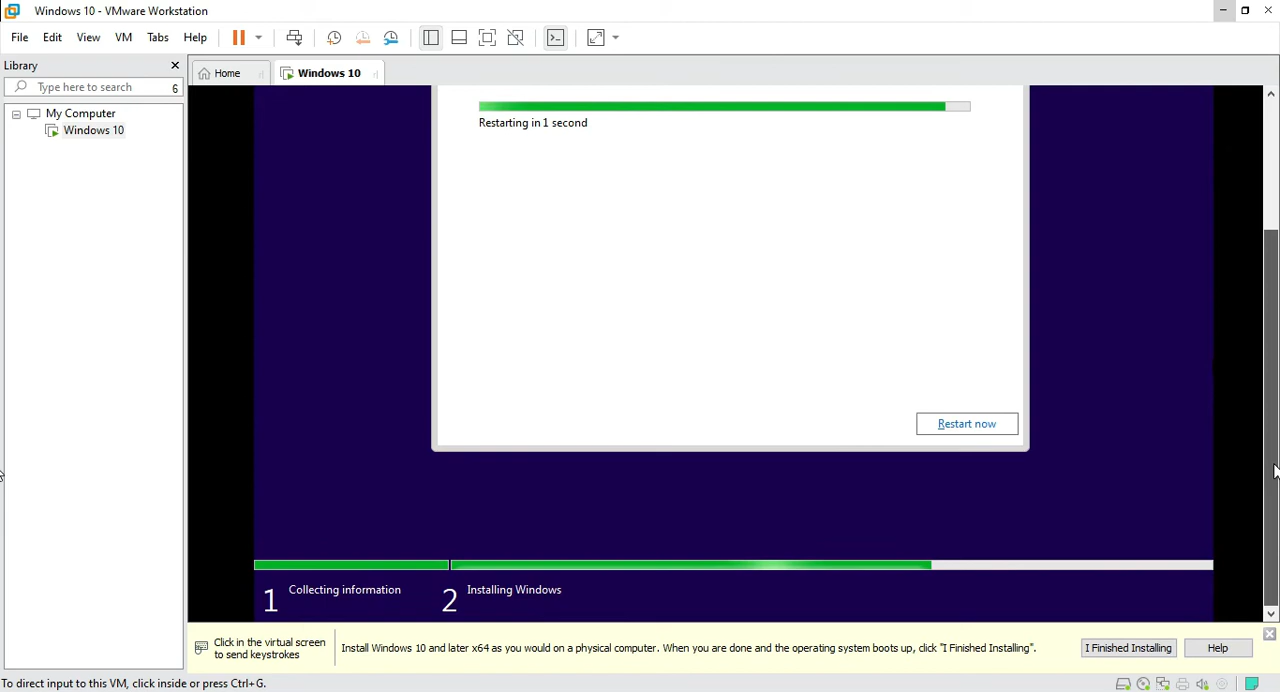 Windows 10 - VMware Workstation
File Edit View VM Tabs Help
Library
Type here to search 6
My Computer
Windows 10
Home Windows 10
Restarting in 1 second
Restart now
1 Collecting information 2 Installing Windows
Click in the virtual screen
to send keystrokes
Install Windows 10 and later x64 as you would on a physical computer. When you are done and the operating system boots up, click "I Finished Installing".
I Finished Installing Help
To direct input to this VM, click inside or press Ctrl+G.